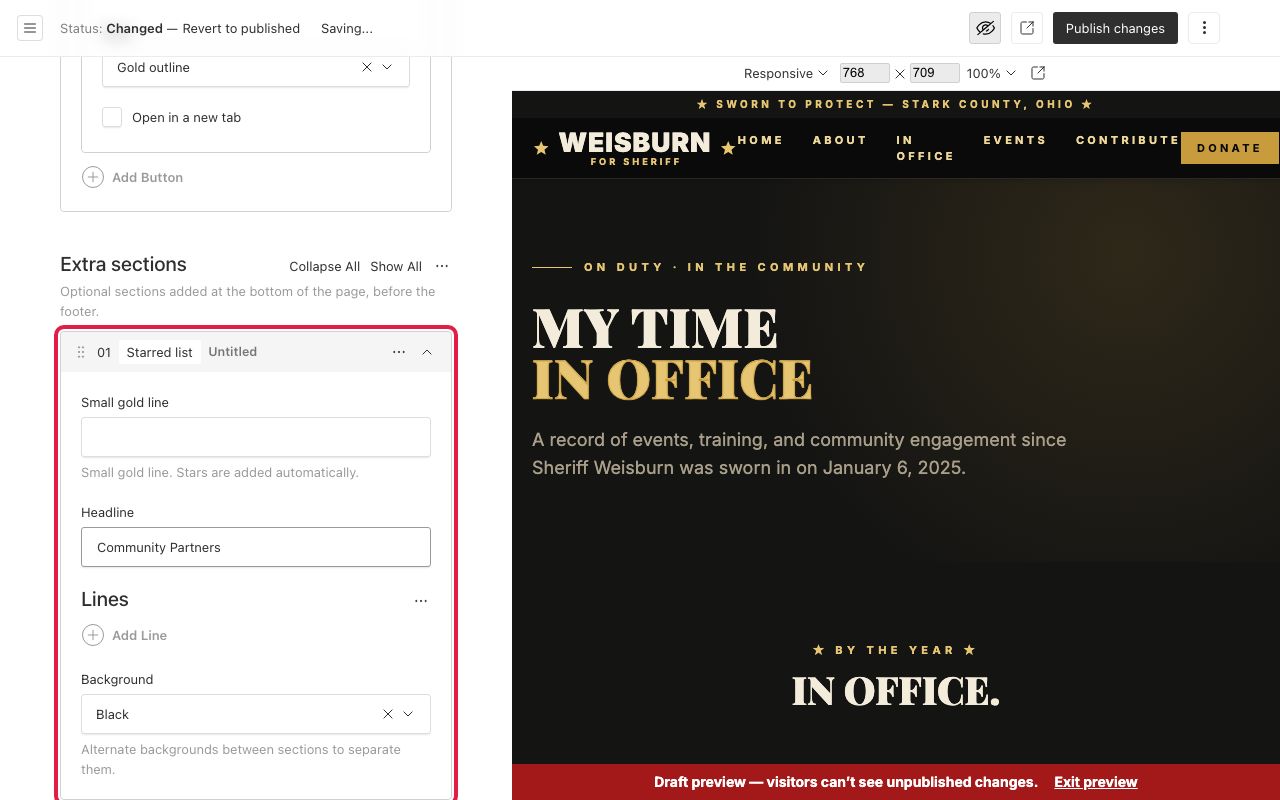 Status: Changed — Revert to published Saving...
Publish changes
Gold outline
Open in a new tab
Add Button
Extra sections
Collapse All Show All
Optional sections added at the bottom of the page, before the
footer.
01 Starred list Untitled
Small gold line
Small gold line. Stars are added automatically.
Headline
Community Partners
Lines
Add Line
Background
Black
Alternate backgrounds between sections to separate
them.
Responsive 768 × 709 100%
★ SWORN TO PROTECT — STARK COUNTY, OHIO ★
★ WEISBURN ★
FOR SHERIFF
HOME ABOUT IN OFFICE EVENTS CONTRIBUTE DONATE
ON DUTY · IN THE COMMUNITY
MY TIME
IN OFFICE
A record of events, training, and community engagement since
Sheriff Weisburn was sworn in on January 6, 2025.
★ BY THE YEAR ★
IN OFFICE.
Draft preview — visitors can't see unpublished changes. Exit preview